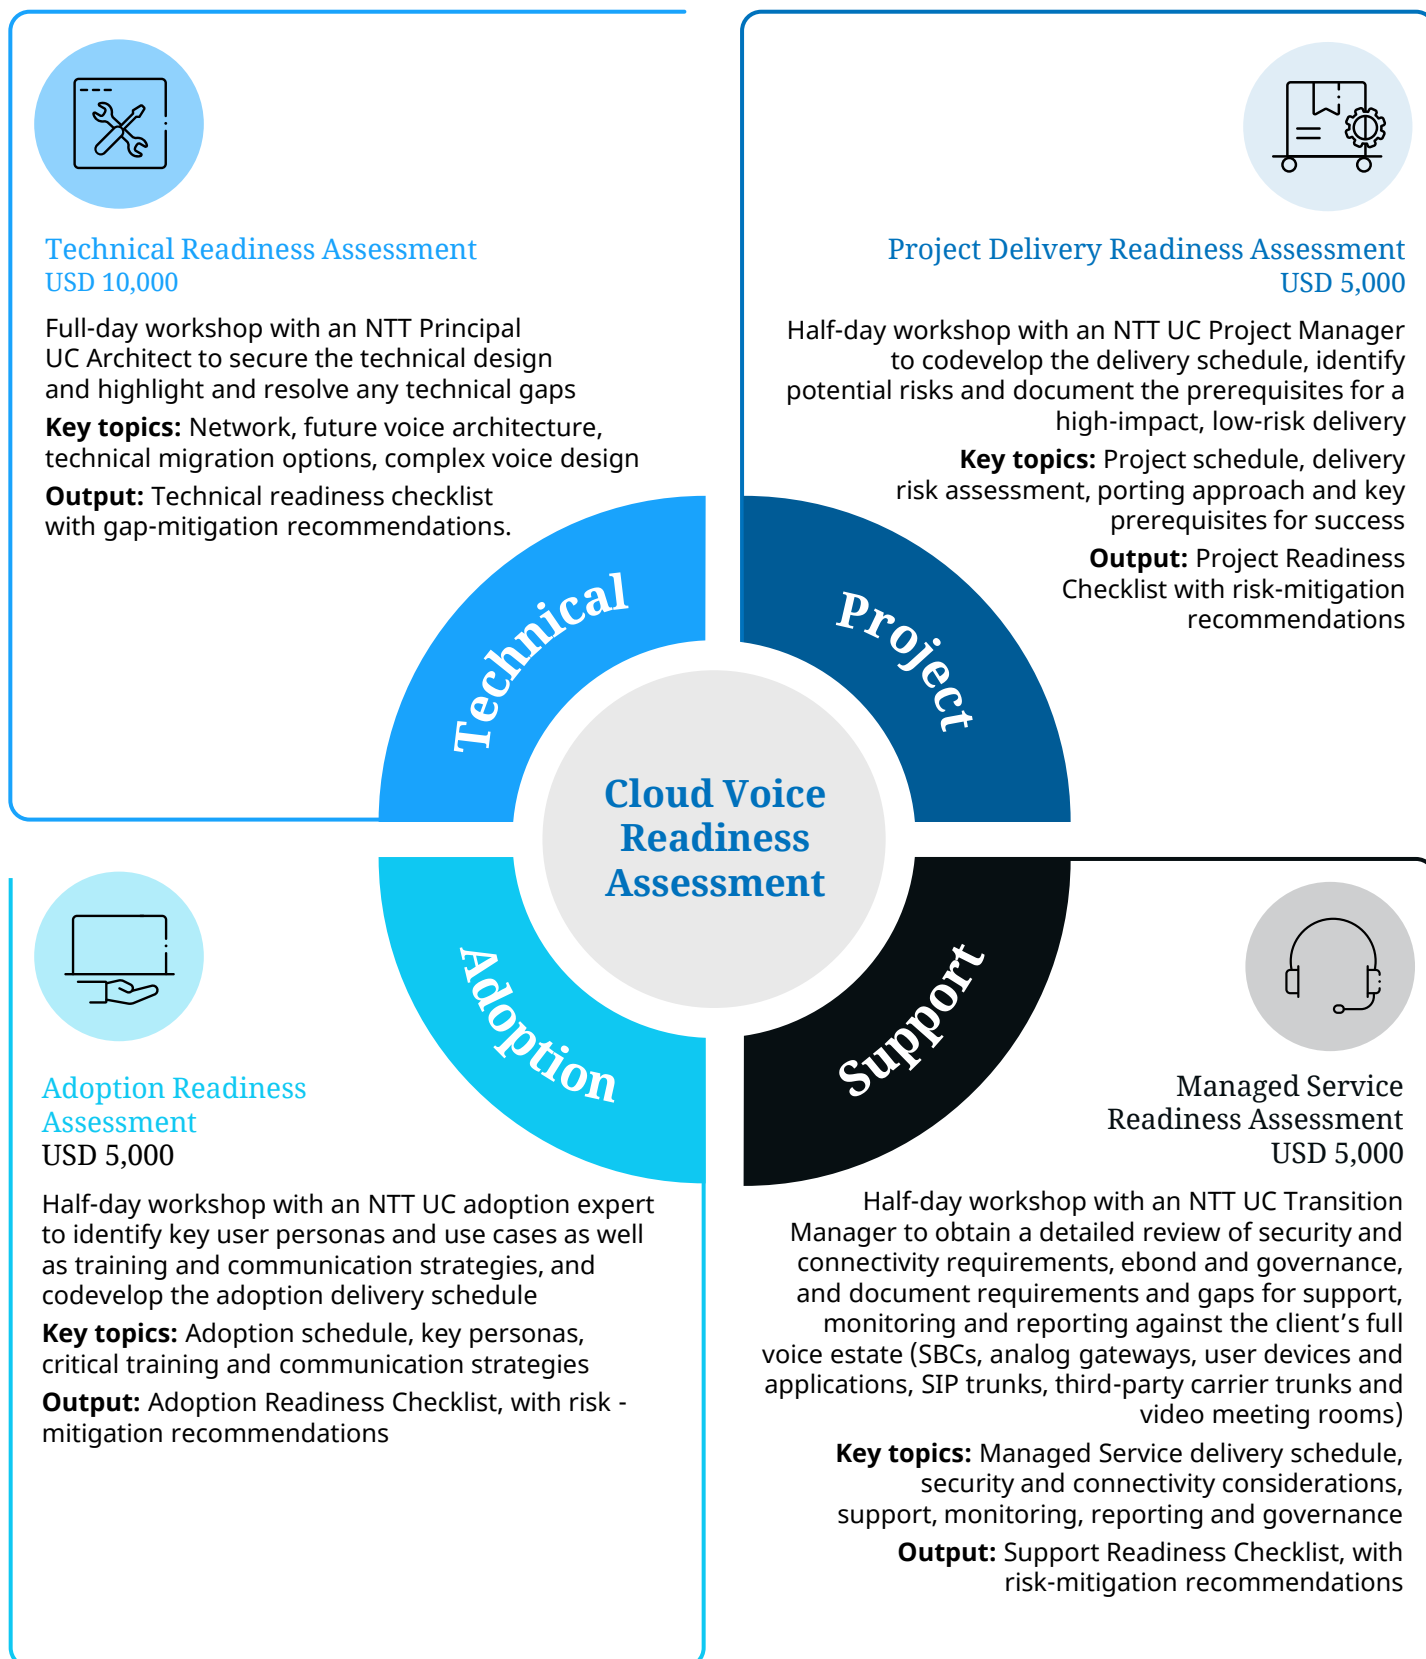 Technical Readiness Assessment
USD 10,000
Full-day workshop with an NTT Principal
UC Architect to secure the technical design
and highlight and resolve any technical gaps
Key topics: Network, future voice architecture,
technical migration options, complex voice design
Output: Technical readiness checklist
with gap-mitigation recommendations.
Project Delivery Readiness Assessment
USD 5,000
Half-day workshop with an NTT UC Project Manager
to codevelop the delivery schedule, identify
potential risks and document the prerequisites for a
high-impact, low-risk delivery
Key topics: Project schedule, delivery
risk assessment, porting approach and key
prerequisites for success
Output: Project Readiness
Checklist with risk-mitigation
recommendations
Technical
Project
Cloud Voice
Readiness
Assessment
Adoption
Support
Adoption Readiness
Assessment
USD 5,000
Half-day workshop with an NTT UC adoption expert
to identify key user personas and use cases as well
as training and communication strategies, and
codevelop the adoption delivery schedule
Key topics: Adoption schedule, key personas,
critical training and communication strategies
Output: Adoption Readiness Checklist, with risk -
mitigation recommendations
Managed Service
Readiness Assessment
USD 5,000
Half-day workshop with an NTT UC Transition
Manager to obtain a detailed review of security and
connectivity requirements, ebond and governance,
and document requirements and gaps for support,
monitoring and reporting against the client’s full
voice estate (SBCs, analog gateways, user devices and
applications, SIP trunks, third-party carrier trunks and
video meeting rooms)
Key topics: Managed Service delivery schedule,
security and connectivity considerations,
support, monitoring, reporting and governance
Output: Support Readiness Checklist, with
risk-mitigation recommendations